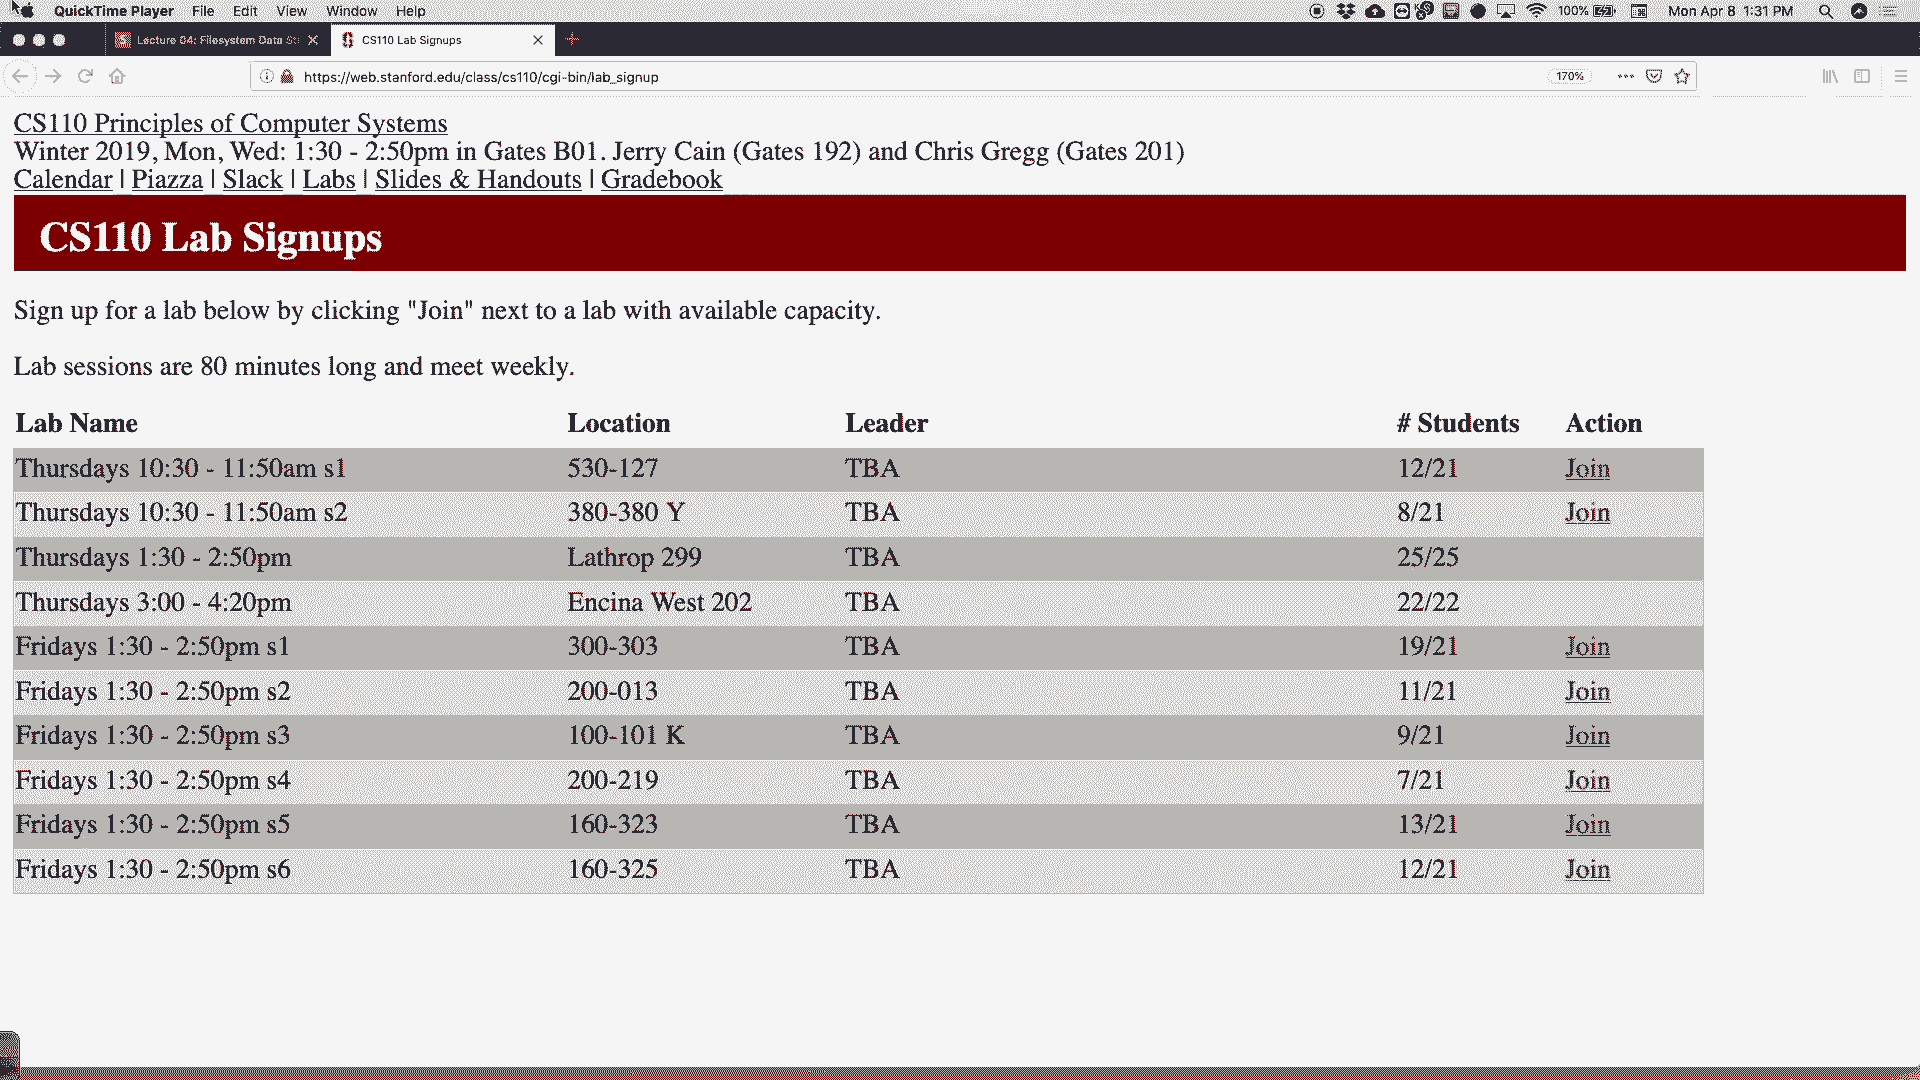 QuickTime Player File Edit View Window Help 100% Mon Apr 8 1:31 PM
Lecture 04: Filesystem Data St CS110 Lab Signups
https://web.stanford.edu/class/cs110/cgi-bin/lab_signup 170%
CS110 Principles of Computer Systems
Winter 2019, Mon, Wed: 1:30 - 2:50pm in Gates B01. Jerry Cain (Gates 192) and Chris Gregg (Gates 201)
Calendar | Piazza | Slack | Labs | Slides & Handouts | Gradebook
CS110 Lab Signups
Sign up for a lab below by clicking "Join" next to a lab with available capacity.
Lab sessions are 80 minutes long and meet weekly.
Lab Name Location Leader # Students Action
Thursdays 10:30 - 11:50am s1 530-127 TBA 12/21 Join
Thursdays 10:30 - 11:50am s2 380-380 Y TBA 8/21 Join
Thursdays 1:30 - 2:50pm Lathrop 299 TBA 25/25
Thursdays 3:00 - 4:20pm Encina West 202 TBA 22/22
Fridays 1:30 - 2:50pm s1 300-303 TBA 19/21 Join
Fridays 1:30 - 2:50pm s2 200-013 TBA 11/21 Join
Fridays 1:30 - 2:50pm s3 100-101 K TBA 9/21 Join
Fridays 1:30 - 2:50pm s4 200-219 TBA 7/21 Join
Fridays 1:30 - 2:50pm s5 160-323 TBA 13/21 Join
Fridays 1:30 - 2:50pm s6 160-325 TBA 12/21 Join